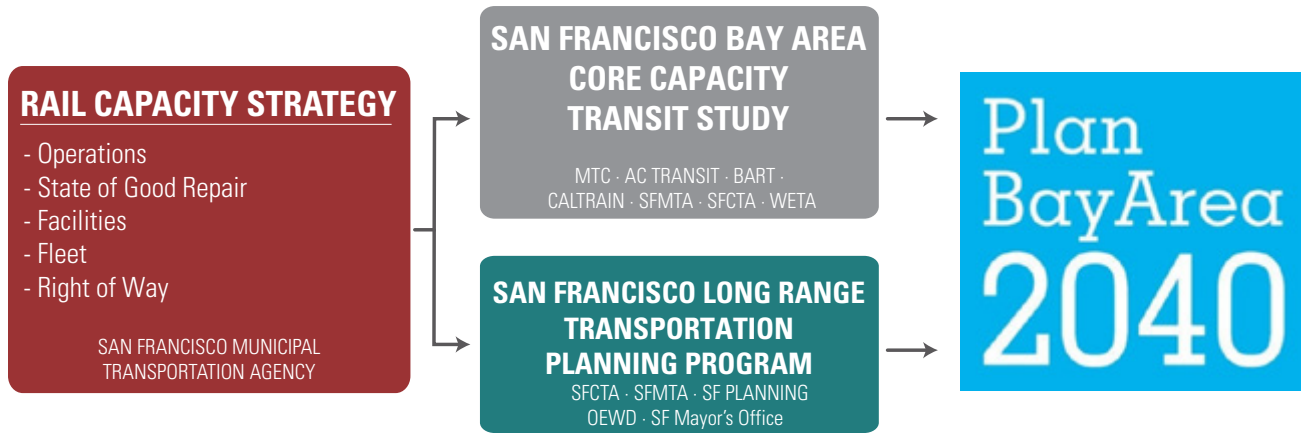 RAIL CAPACITY STRATEGY
- Operations
- State of Good Repair
- Facilities
- Fleet
- Right of Way
SAN FRANCISCO MUNICIPAL
TRANSPORTATION AGENCY
SAN FRANCISCO BAY AREA
CORE CAPACITY
TRANSIT STUDY
MTC · AC TRANSIT · BART ·
CALTRAIN · SFMTA · SFCTA · WETA
SAN FRANCISCO LONG RANGE
TRANSPORTATION
PLANNING PROGRAM
SFCTA · SFMTA · SF PLANNING
OEWD · SF Mayor's Office
Plan
BayArea
2040